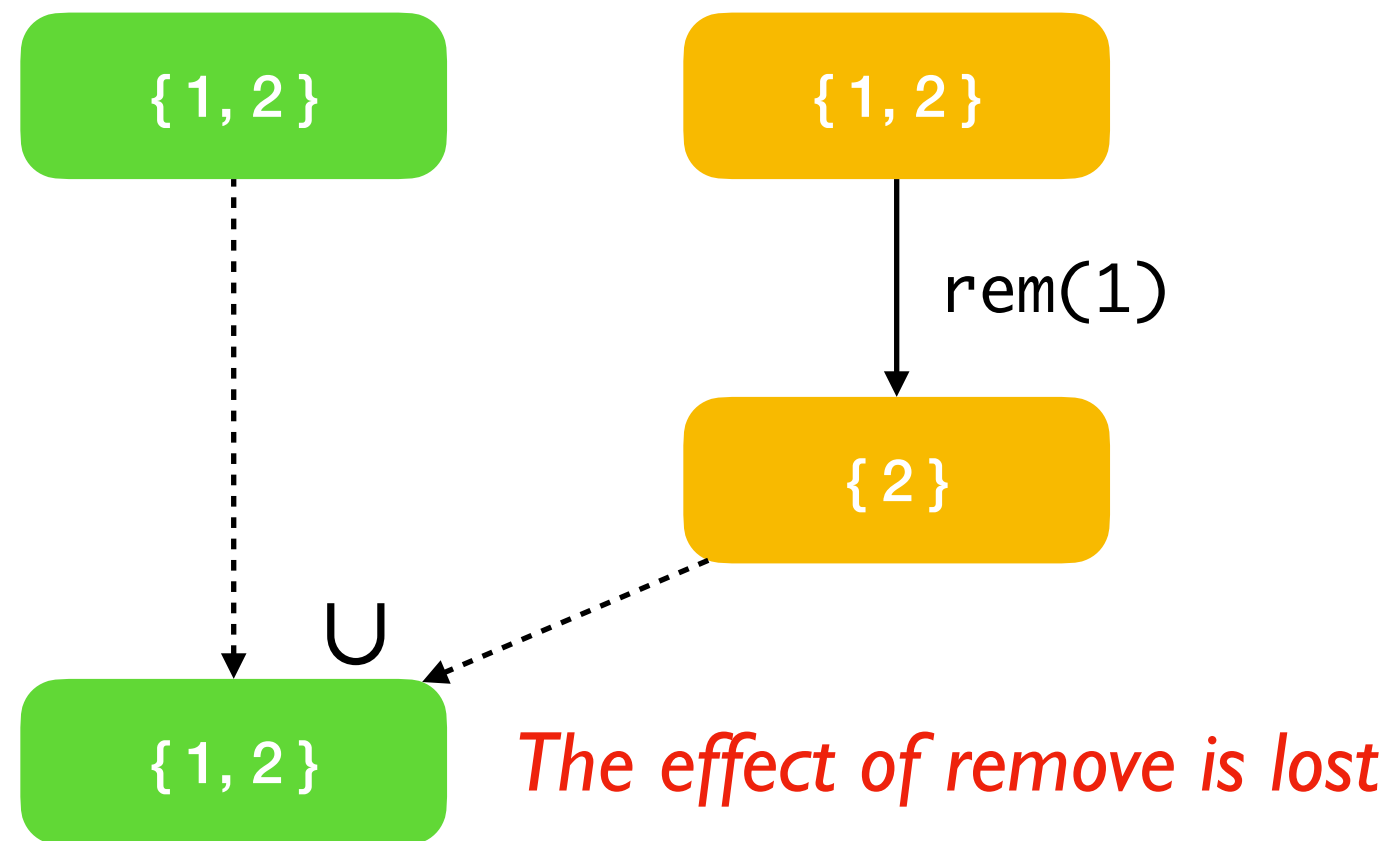 { 1, 2 }
{ 1, 2 }
rem(1)
{ 2 }
∪
{ 1, 2 }
The effect of remove is lost